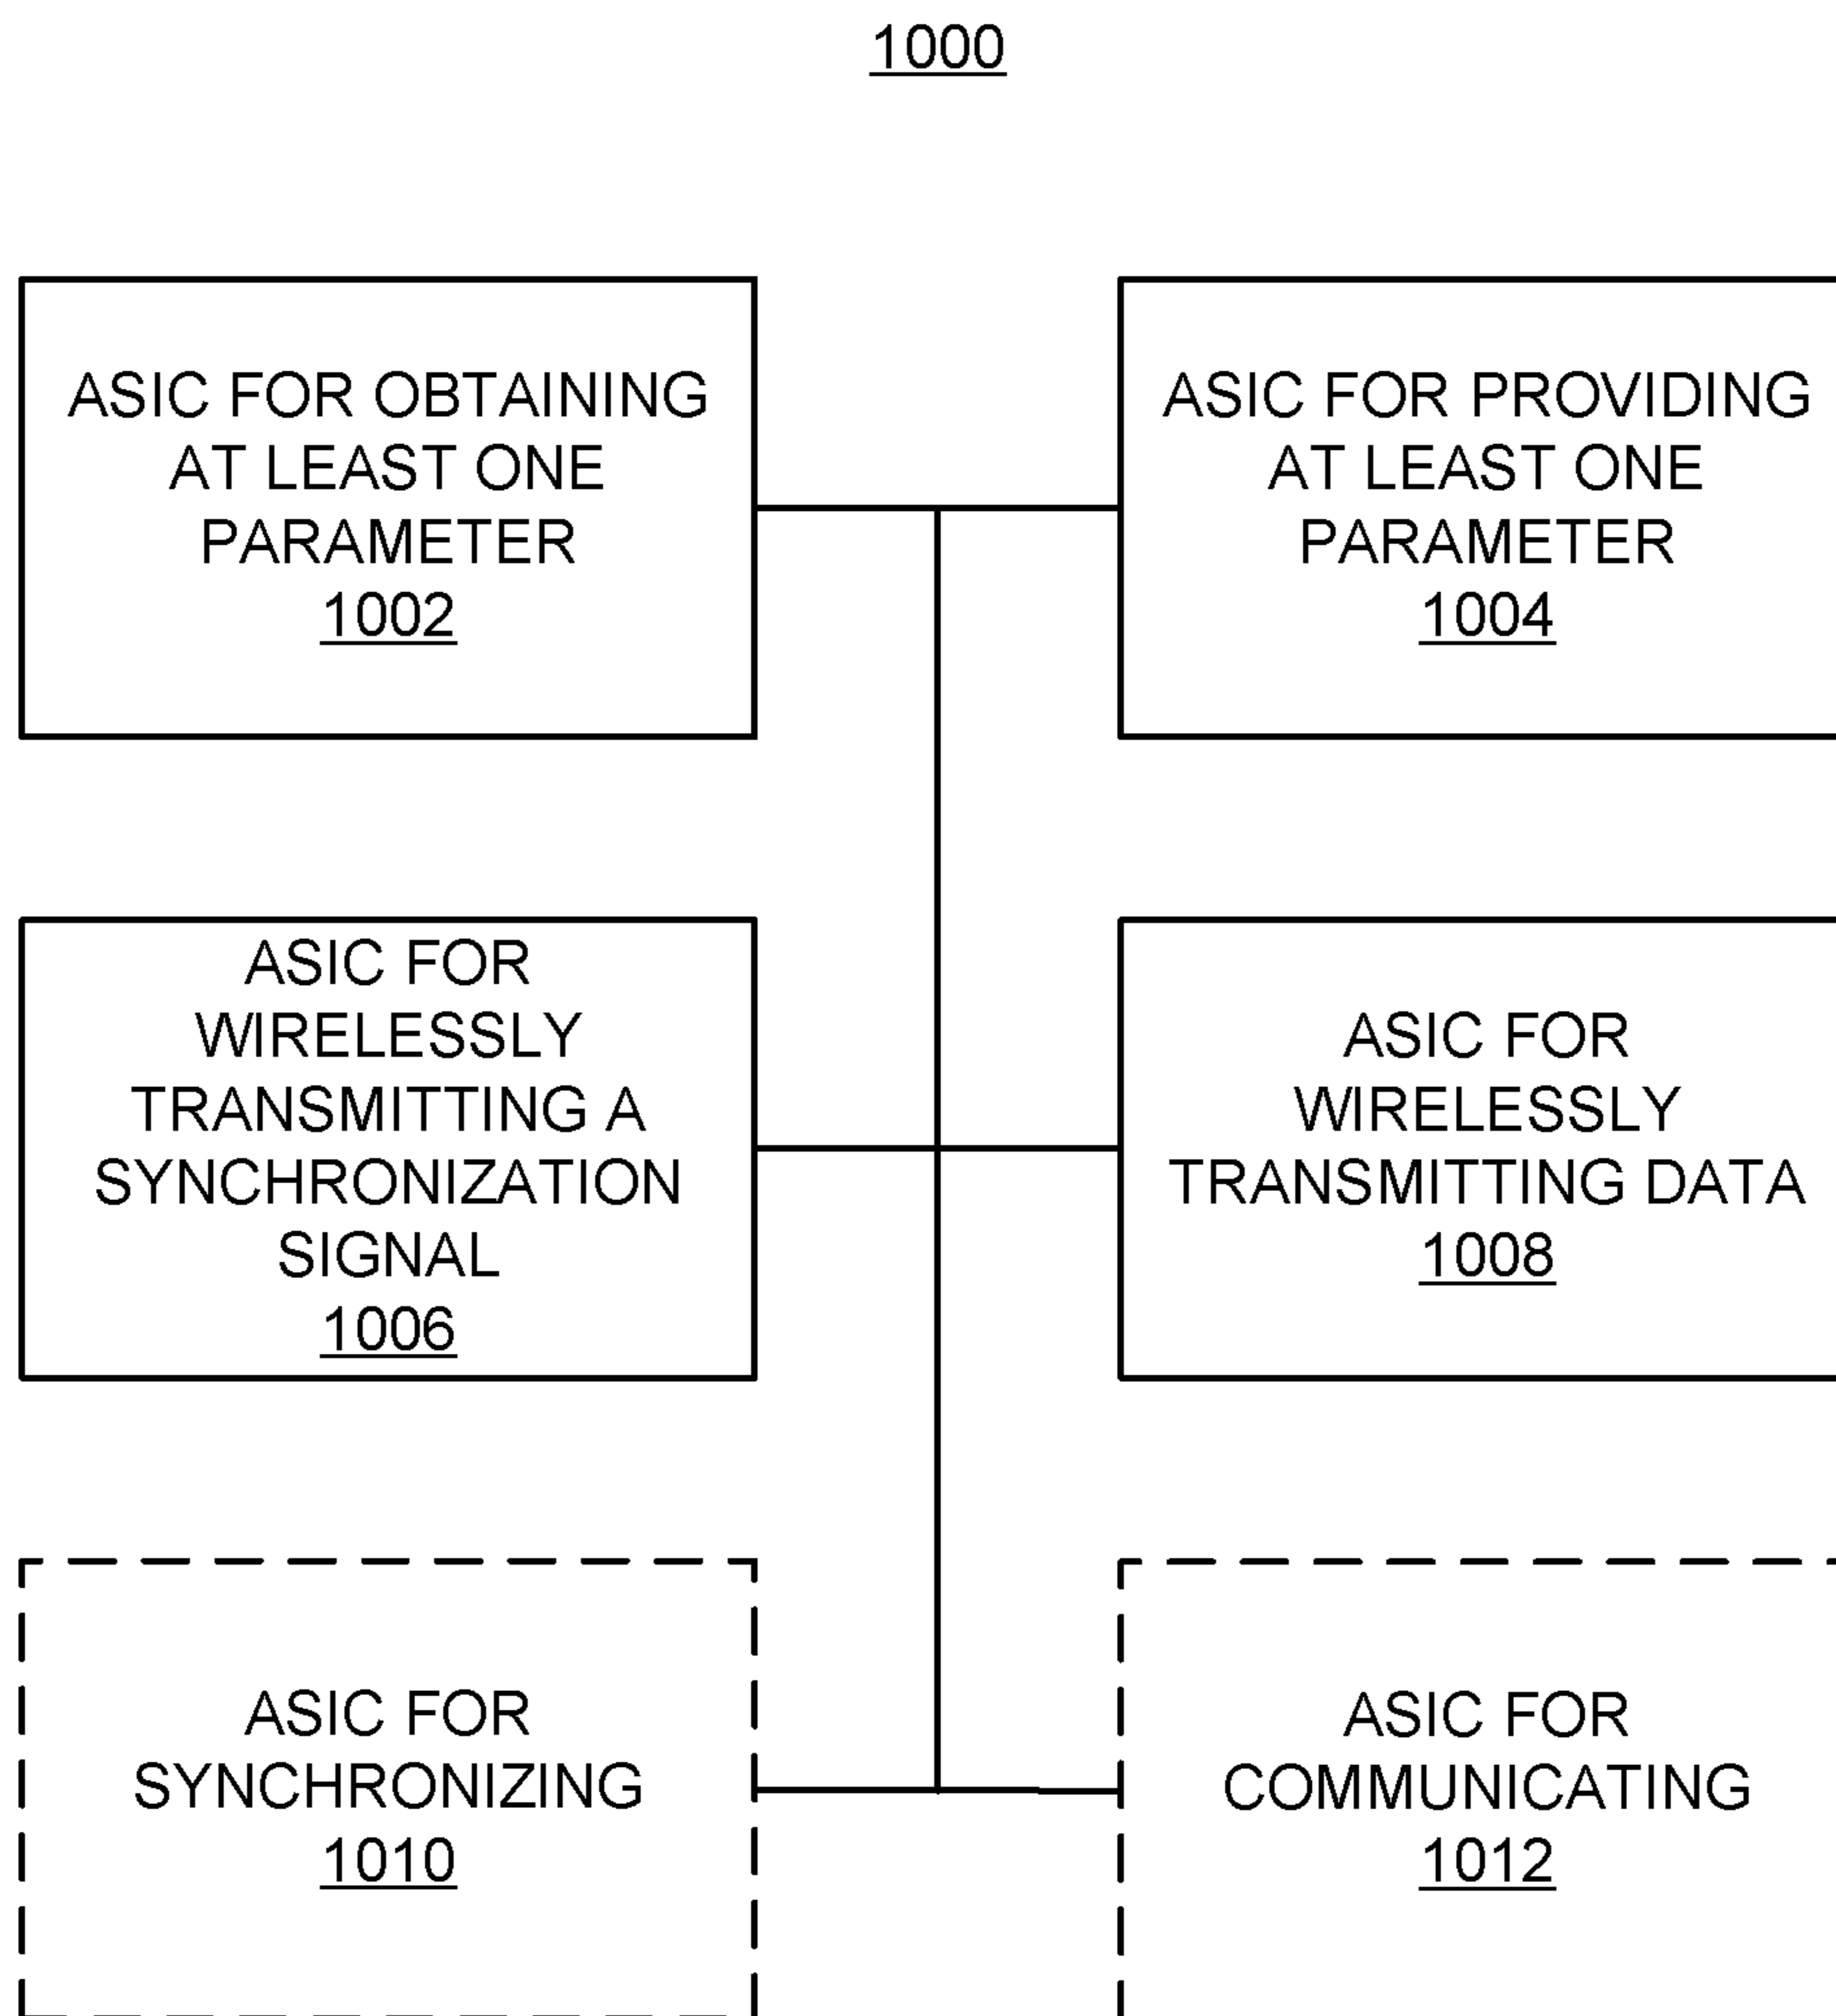 1000
ASIC FOR OBTAINING
AT LEAST ONE
PARAMETER
1002
ASIC FOR PROVIDING
AT LEAST ONE
PARAMETER
1004
ASIC FOR
WIRELESSLY
TRANSMITTING A
SYNCHRONIZATION
SIGNAL
1006
ASIC FOR
WIRELESSLY
TRANSMITTING DATA
1008
ASIC FOR
SYNCHRONIZING
1010
ASIC FOR
COMMUNICATING
1012